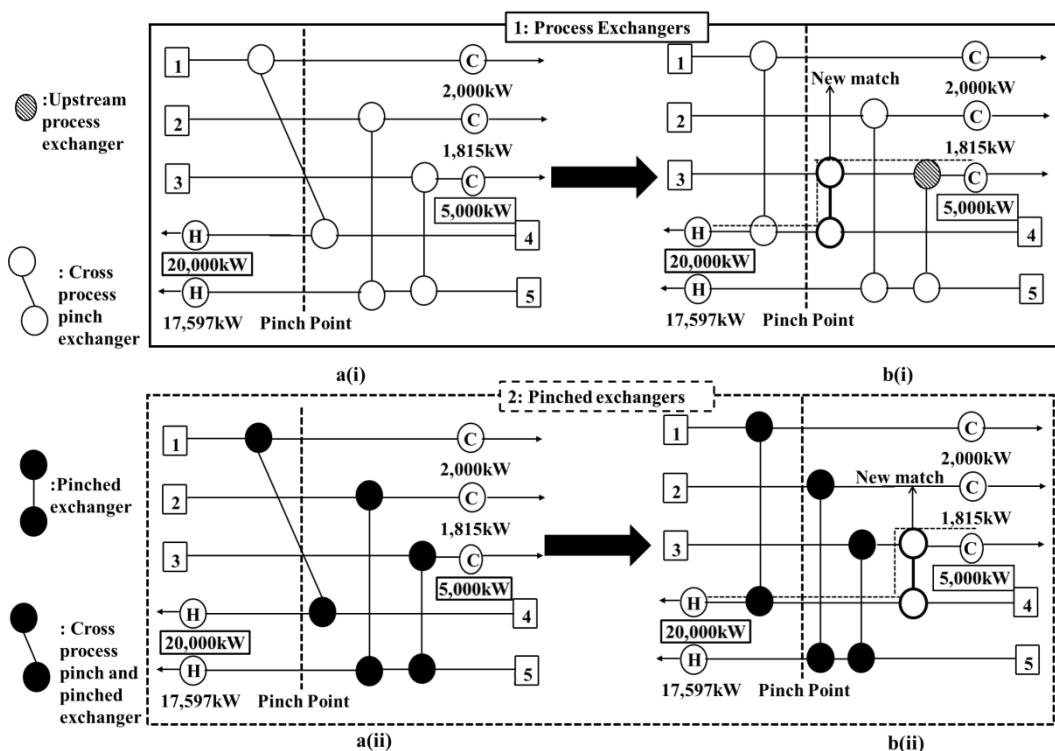 1: Process Exchangers
1
C
2,000kW
2
C
1,815kW
3
C
5,000kW
H
4
20,000kW
H
5
17,597kW
Pinch Point
a(i)
1
C
New match
2,000kW
2
C
1,815kW
3
C
5,000kW
H
4
20,000kW
H
5
17,597kW
Pinch Point
b(i)
:Upstream
process
exchanger
: Cross
process
pinch
exchanger
2: Pinched exchangers
1
C
2,000kW
2
C
1,815kW
3
C
5,000kW
H
4
20,000kW
H
5
17,597kW
Pinch Point
a(ii)
1
C
2,000kW
New match
2
C
1,815kW
3
C
5,000kW
H
4
20,000kW
H
5
17,597kW
Pinch Point
b(ii)
:Pinched
exchanger
: Cross
process
pinch and
pinched
exchanger